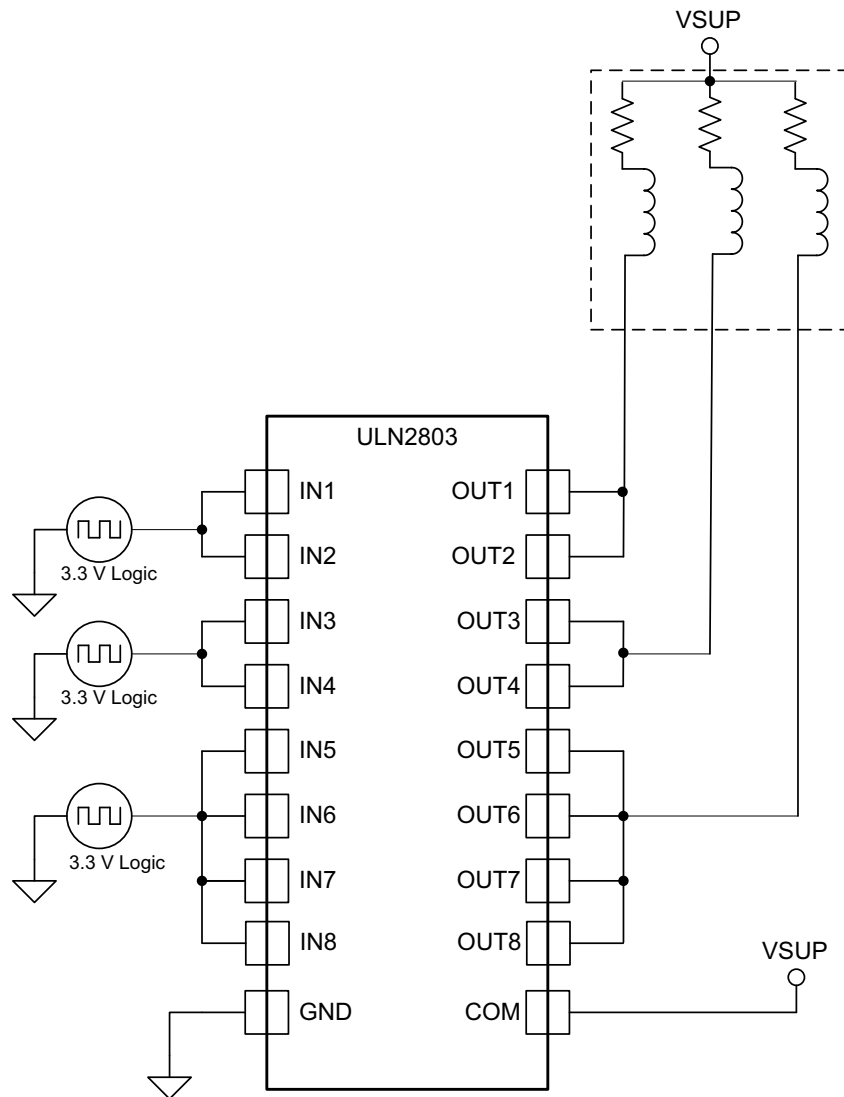 VSUP
ULN2803
IN1
OUT1
IN2
OUT2
3.3 V Logic
IN3
OUT3
IN4
OUT4
3.3 V Logic
IN5
OUT5
IN6
OUT6
3.3 V Logic
IN7
OUT7
IN8
OUT8
VSUP
GND
COM